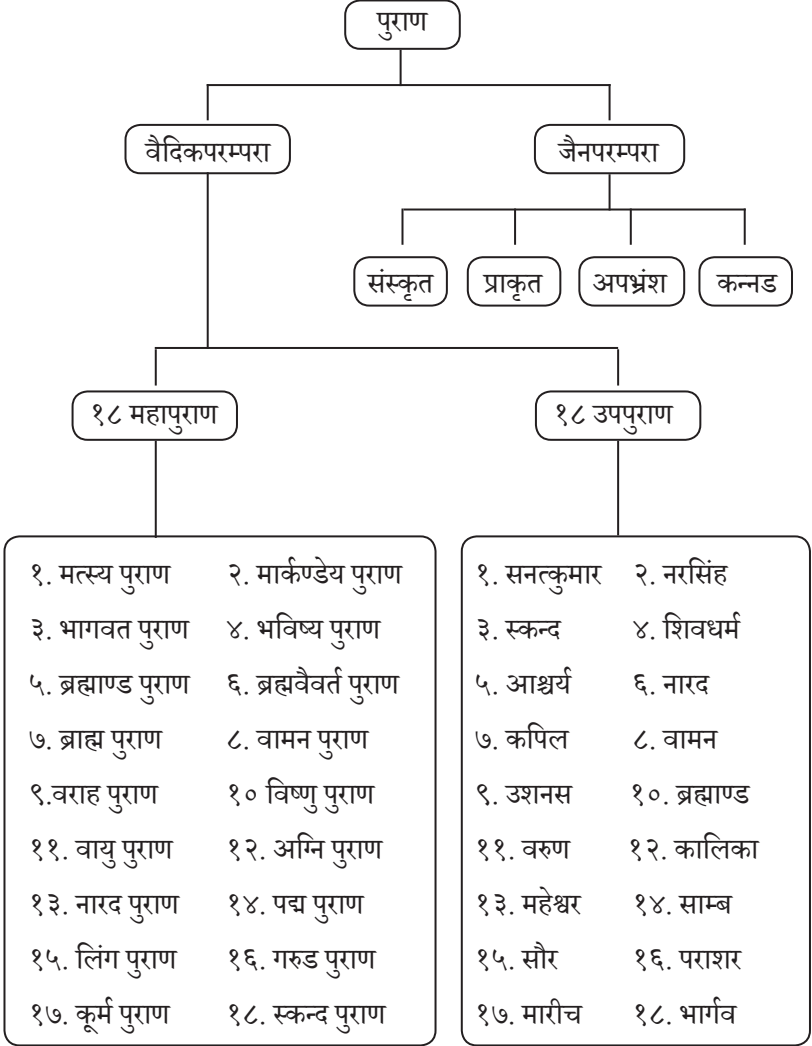 पुराण
वैदिकपरम्परा
जैनपरम्परा
संस्कृत
प्राकृत
अपभ्रंश
कन्नड
१८ महापुराण
१८ उपपुराण
१. मत्स्य पुराण २. मार्कण्डेय पुराण
३. भागवत पुराण ४. भविष्य पुराण
५. ब्रह्माण्ड पुराण ६. ब्रह्मवैवर्त पुराण
७. ब्राह्म पुराण ८. वामन पुराण
९.वराह पुराण १० विष्णु पुराण
११. वायु पुराण १२. अग्नि पुराण
१३. नारद पुराण १४. पद्म पुराण
१५. लिंग पुराण १६. गरुड पुराण
१७. कूर्म पुराण १८. स्कन्द पुराण
१. सनत्कुमार २. नरसिंह
३. स्कन्द ४. शिवधर्म
५. आश्चर्य ६. नारद
७. कपिल ८. वामन
९. उशनस १०. ब्रह्माण्ड
११. वरुण १२. कालिका
१३. महेश्वर १४. साम्ब
१५. सौर १६. पराशर
१७. मारीच १८. भार्गव